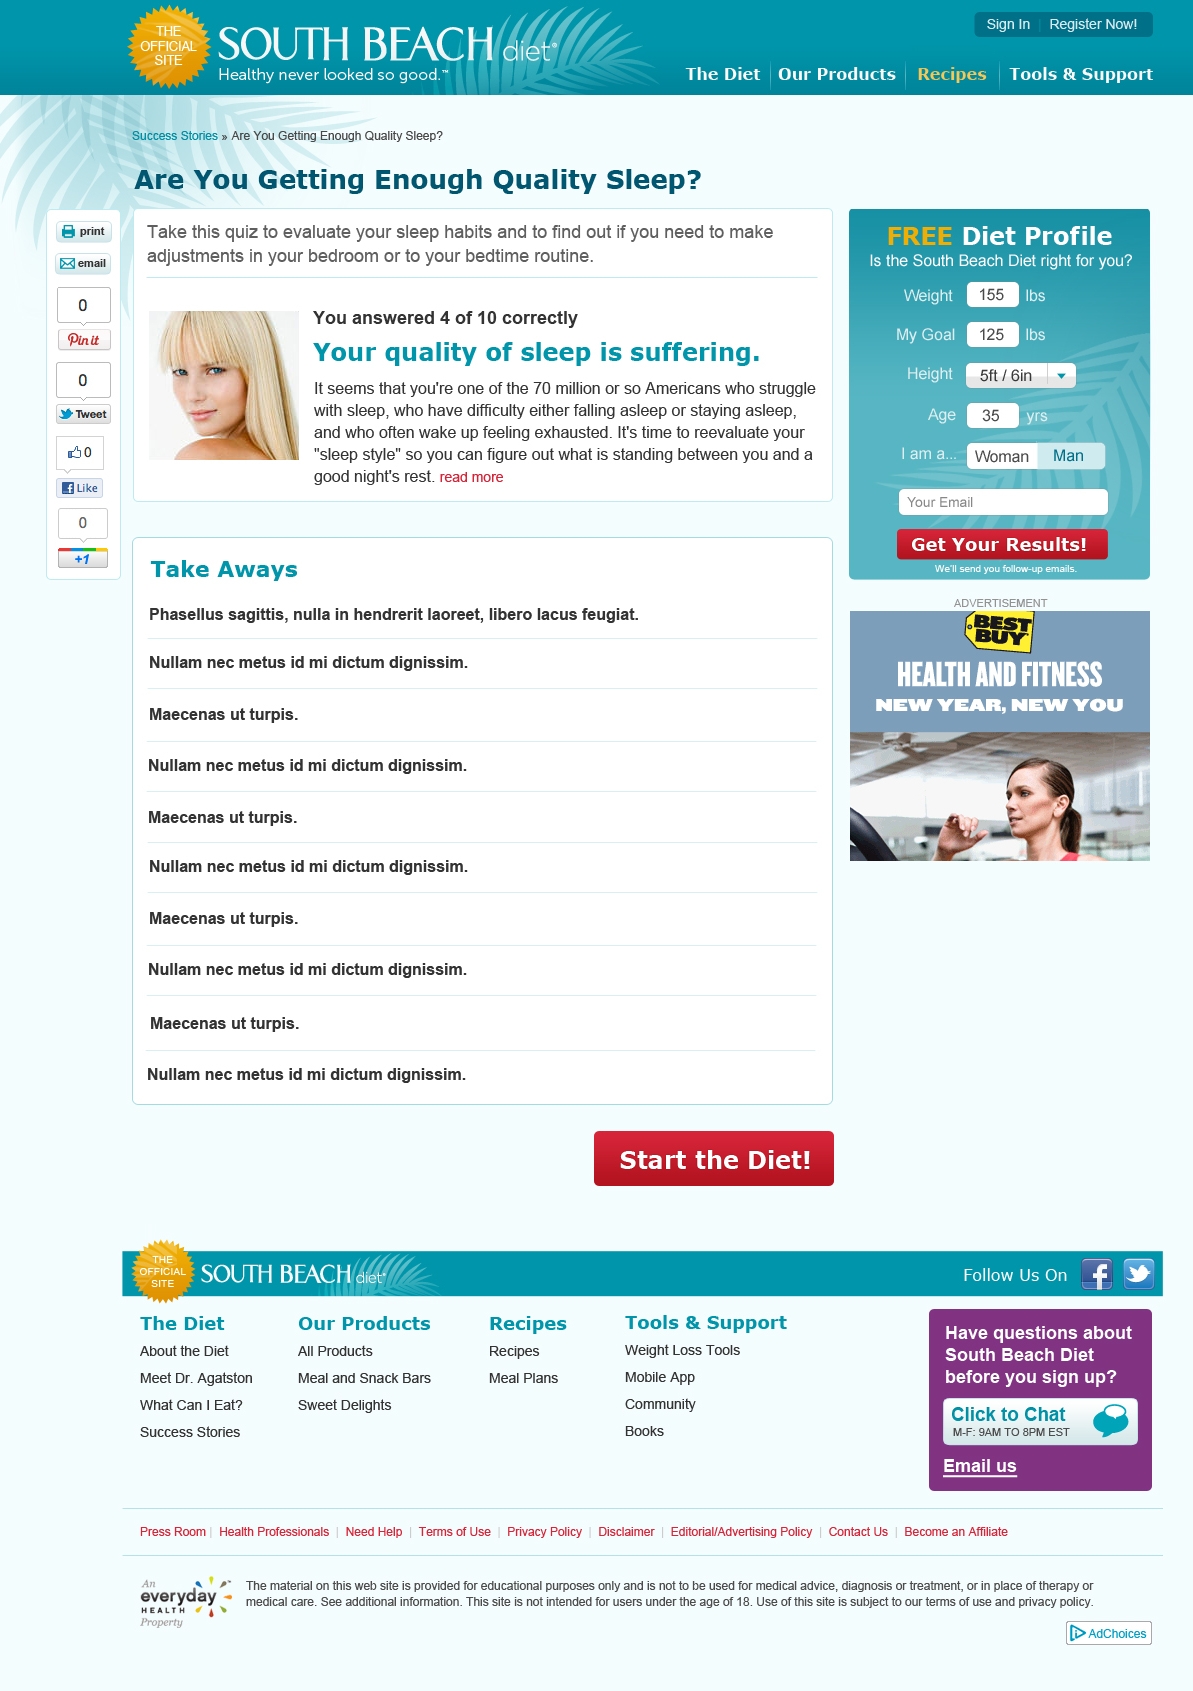 THE
OFFICIAL
SITE
SOUTH BEACH diet®
Healthy never looked so good.™
Sign In | Register Now!
The Diet
Our Products
Recipes
Tools & Support
Success Stories » Are You Getting Enough Quality Sleep?
Are You Getting Enough Quality Sleep?
print
email
0
Pin it
0
Tweet
0
Like
0
+1
Take this quiz to evaluate your sleep habits and to find out if you need to make
adjustments in your bedroom or to your bedtime routine.
You answered 4 of 10 correctly
Your quality of sleep is suffering.
It seems that you're one of the 70 million or so Americans who struggle
with sleep, who have difficulty either falling asleep or staying asleep,
and who often wake up feeling exhausted. It's time to reevaluate your
"sleep style" so you can figure out what is standing between you and a
good night's rest. read more
Take Aways
Phasellus sagittis, nulla in hendrerit laoreet, libero lacus feugiat.
Nullam nec metus id mi dictum dignissim.
Maecenas ut turpis.
Nullam nec metus id mi dictum dignissim.
Maecenas ut turpis.
Nullam nec metus id mi dictum dignissim.
Maecenas ut turpis.
Nullam nec metus id mi dictum dignissim.
Maecenas ut turpis.
Nullam nec metus id mi dictum dignissim.
Start the Diet!
FREE Diet Profile
Is the South Beach Diet right for you?
Weight 155 lbs
My Goal 125 lbs
Height 5ft / 6in
Age 35 yrs
I am a... Woman Man
Your Email
Get Your Results!
We'll send you follow-up emails.
ADVERTISEMENT
BEST
BUY
HEALTH AND FITNESS
NEW YEAR, NEW YOU
THE
OFFICIAL
SITE
SOUTH BEACH diet®
Follow Us On
The Diet
About the Diet
Meet Dr. Agatston
What Can I Eat?
Success Stories
Our Products
All Products
Meal and Snack Bars
Sweet Delights
Recipes
Recipes
Meal Plans
Tools & Support
Weight Loss Tools
Mobile App
Community
Books
Have questions about
South Beach Diet
before you sign up?
Click to Chat
M-F: 9AM TO 8PM EST
Email us
Press Room | Health Professionals | Need Help | Terms of Use | Privacy Policy | Disclaimer | Editorial/Advertising Policy | Contact Us | Become an Affiliate
An
everyday
HEALTH
Property
The material on this web site is provided for educational purposes only and is not to be used for medical advice, diagnosis or treatment, or in place of therapy or
medical care. See additional information. This site is not intended for users under the age of 18. Use of this site is subject to our terms of use and privacy policy.
AdChoices